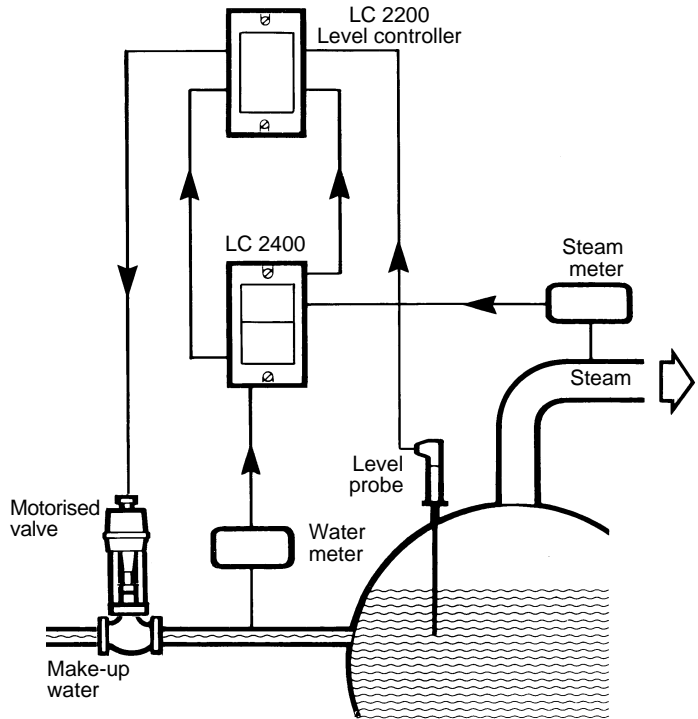 LC 2200
Level controller
LC 2400
Steam
meter
Steam
Level
probe
Motorised
valve
Water
meter
Make-up
water